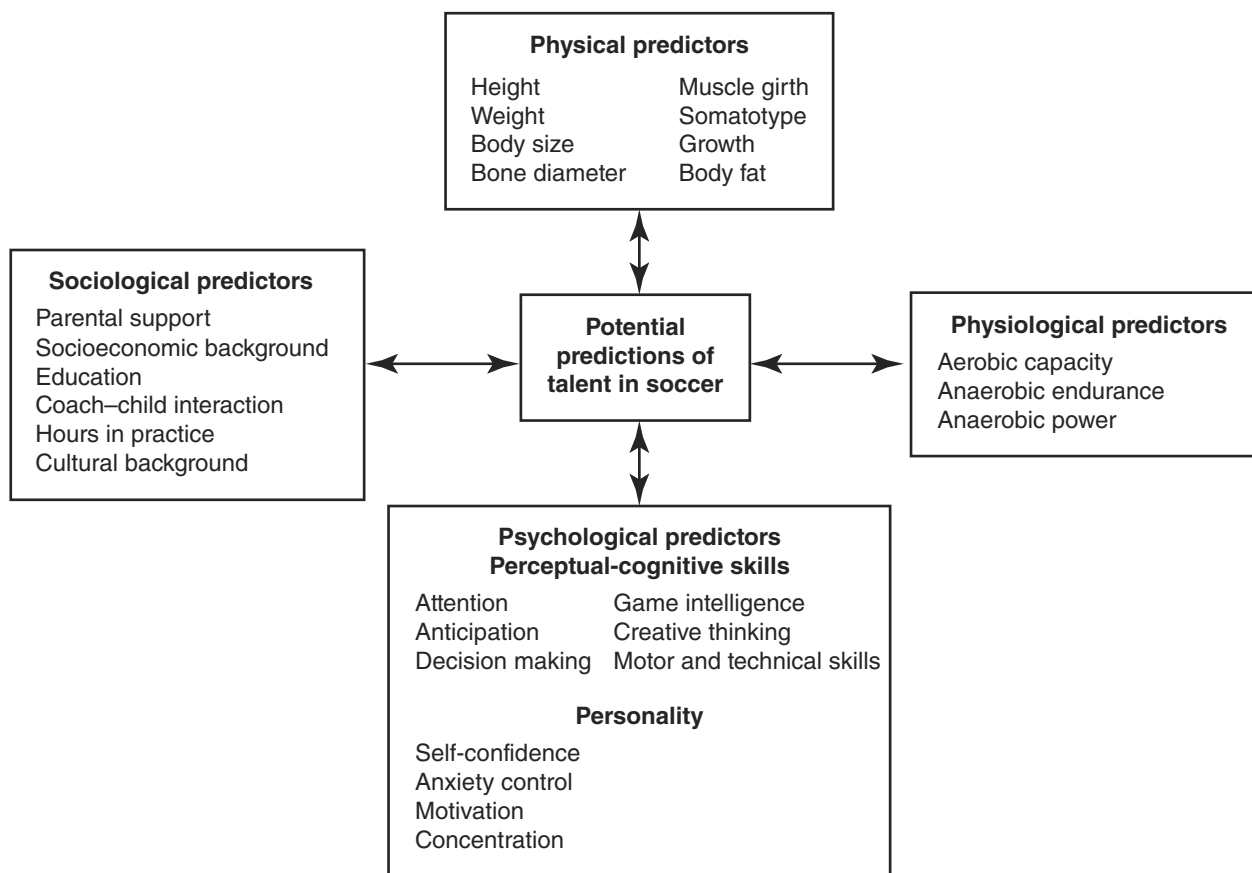 Physical predictors
Height Muscle girth
Weight Somatotype
Body size Growth
Bone diameter Body fat
Sociological predictors
Parental support
Socioeconomic background
Education
Coach–child interaction
Hours in practice
Cultural background
Potential
predictions of
talent in soccer
Physiological predictors
Aerobic capacity
Anaerobic endurance
Anaerobic power
Psychological predictors
Perceptual-cognitive skills
Attention Game intelligence
Anticipation Creative thinking
Decision making Motor and technical skills
Personality
Self-confidence
Anxiety control
Motivation
Concentration